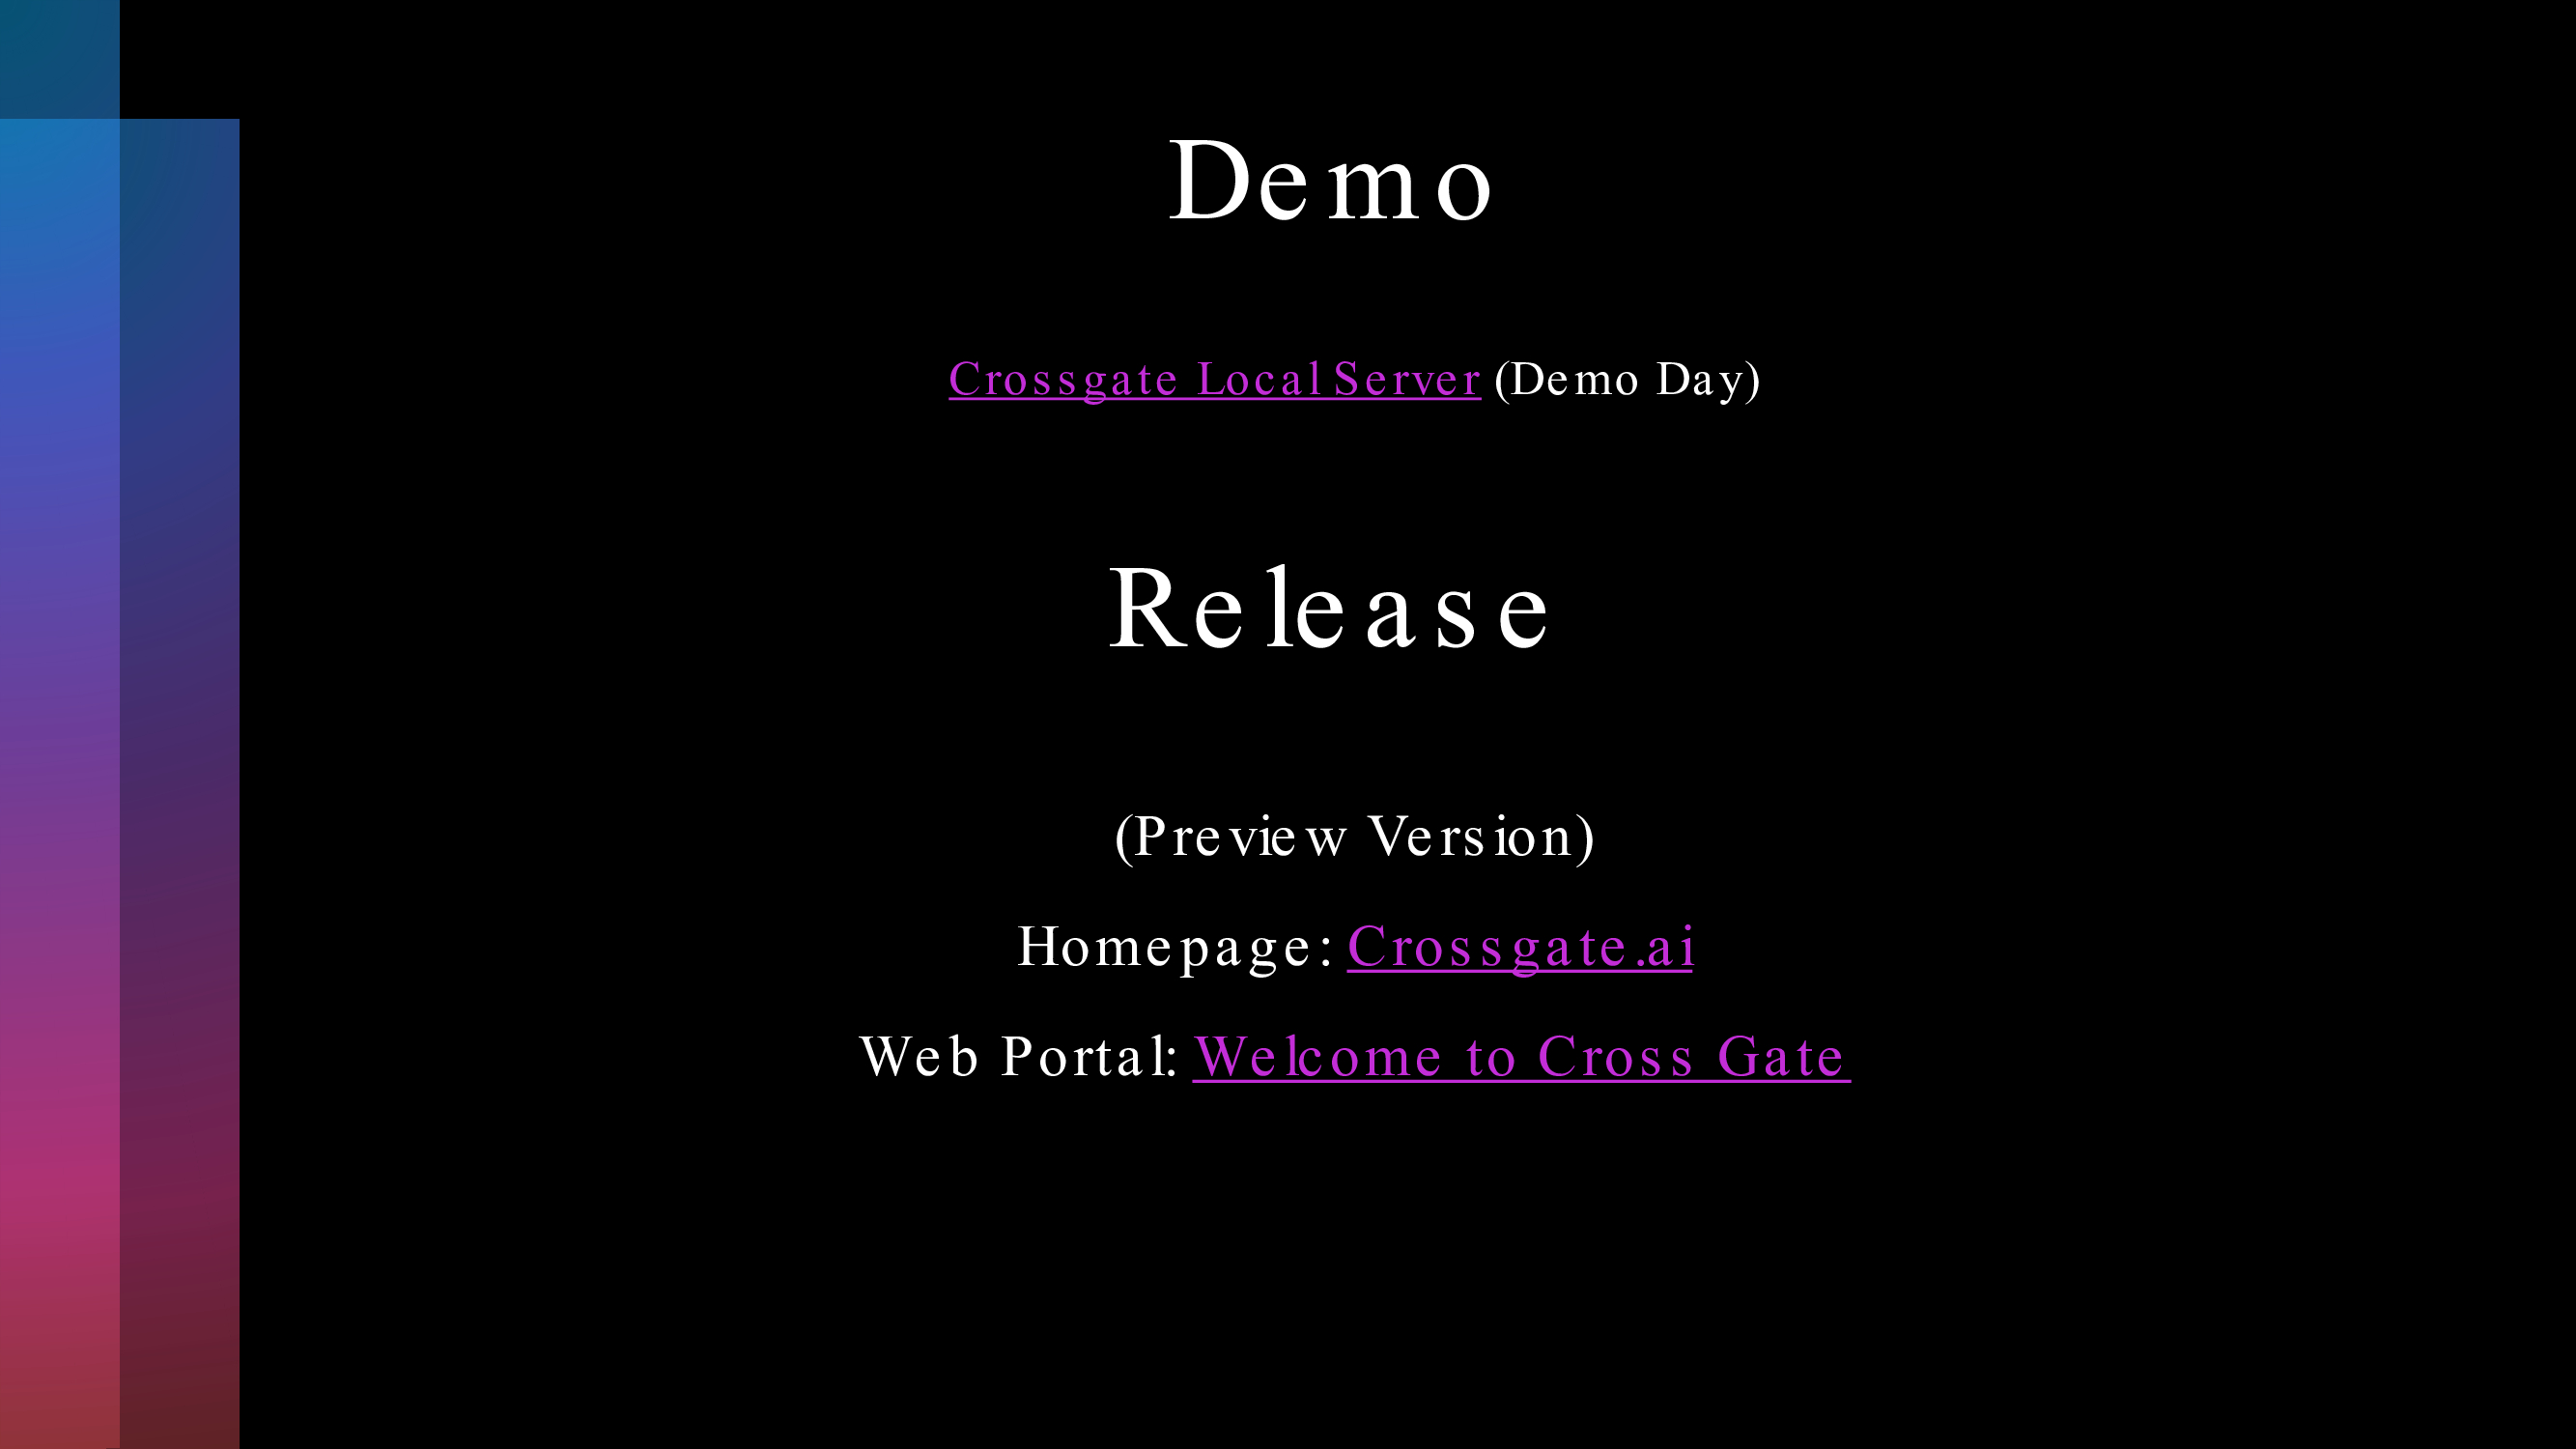 Demo
Crossgate Local Server (Demo Day)
Release
(Preview Version)
Homepage: Crossgate.ai
Web Portal: Welcome to Cross Gate